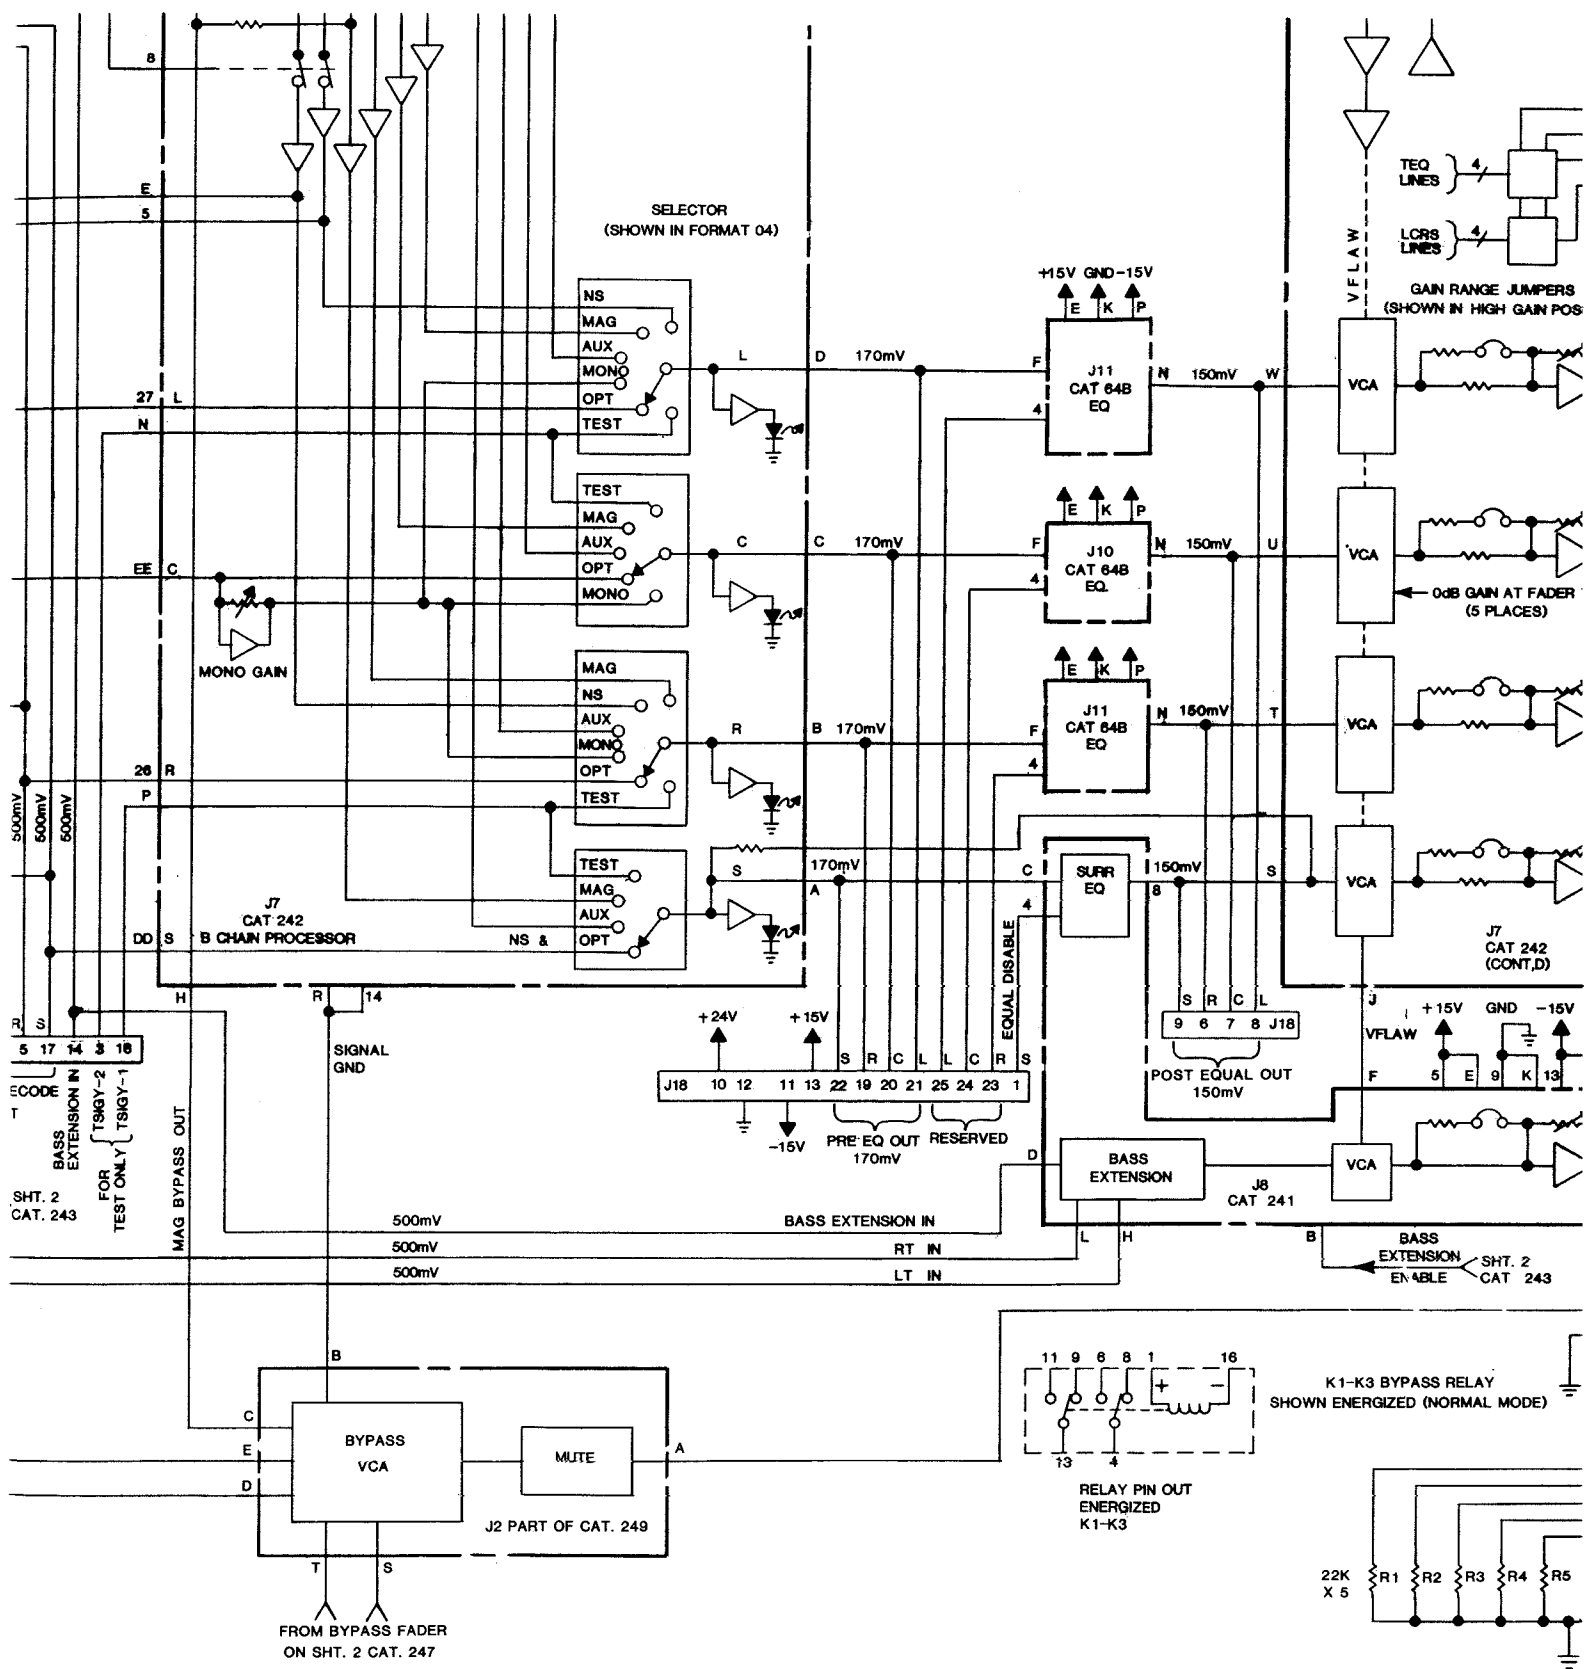 8
E
5
SELECTOR
(SHOWN IN FORMAT 04)
TEQ
LINES
4
LCRS
LINES
4
VFLAW
GAIN RANGE JUMPERS
(SHOWN IN HIGH GAIN POS
+15V GND -15V
E K P
NS
MAG
AUX
MONO
OPT
TEST
27 L
N
L D 170mV
F
4
J11
CAT 64B
EQ
N 150mV W
VCA
TEST
MAG
AUX
OPT
MONO
EE C
MONO GAIN
C C 170mV
E K P
F
4
J10
CAT 64B
EQ.
N 150mV U
VCA
0dB GAIN AT FADER
(5 PLACES)
MAG
NS
AUX
MONO
OPT
TEST
26 R
P
R B 170mV
E K P
F
4
J11
CAT 64B
EQ
N 150mV T
VCA
500mV
500mV
500mV
TEST
MAG
AUX
OPT
NS &
DD S
J7
CAT 242
B CHAIN PROCESSOR
S 170mV
A
C
4
SURR
EQ
150mV
8
S
VCA
J7
CAT 242
(CONT,D)
EQUAL DISABLE
H
R 14
SIGNAL
GND
R S
5 17 14 3 18
ECODE
T
BASS
EXTENSION IN
TSIGY-2
TSIGY-1
FOR
TEST ONLY
SHT. 2
CAT. 243
MAG BYPASS OUT
+24V
+15V
S R C L L C R S
J18 10 12 11 13 22 19 20 21 25 24 23 1
-15V
PRE EQ OUT
170mV
RESERVED
S R C L
9 6 7 8 J18
POST EQUAL OUT
150mV
J
VFLAW
F
+15V GND -15V
5 E 9 K 13
D
BASS
EXTENSION
VCA
J8
CAT 241
500mV BASS EXTENSION IN
500mV RT IN
500mV LT IN
L H
B
BASS
EXTENSION
ENABLE
SHT. 2
CAT 243
B
C
E
D
BYPASS
VCA
MUTE
A
J2 PART OF CAT. 249
T S
FROM BYPASS FADER
ON SHT. 2 CAT. 247
11 9 6 8 1 16
+ -
13 4
RELAY PIN OUT
ENERGIZED
K1-K3
K1-K3 BYPASS RELAY
SHOWN ENERGIZED (NORMAL MODE)
22K
X 5
R1 R2 R3 R4 R5